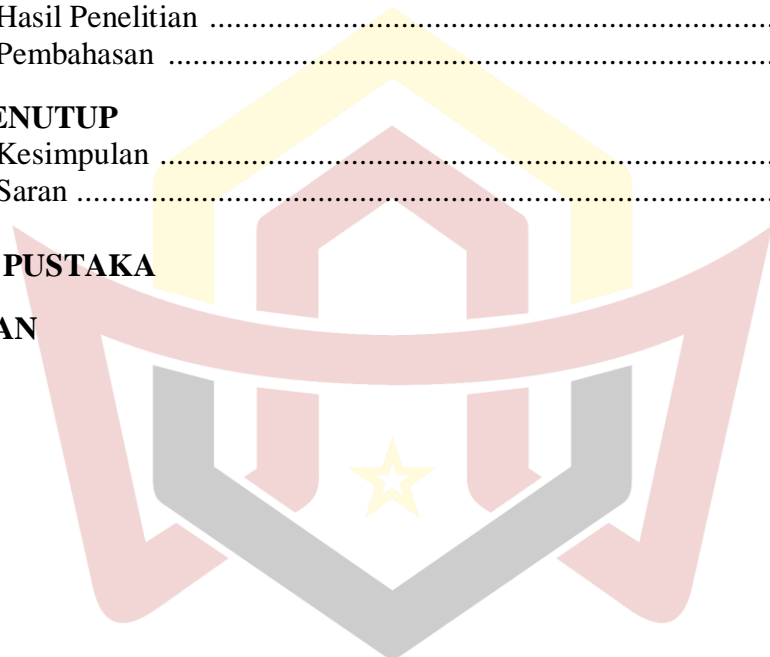 Hasil Penelitian ........................................................................
Pembahasan ............................................................................
ENUTUP
Kesimpulan .............................................................................
Saran .......................................................................................
PUSTAKA
AN